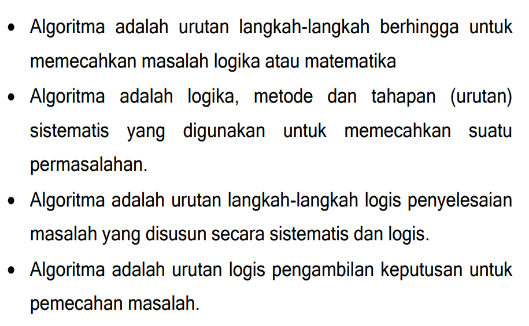 • Algoritma adalah urutan langkah-langkah berhingga untuk
memecahkan masalah logika atau matematika
• Algoritma adalah logika, metode dan tahapan (urutan)
sistematis yang digunakan untuk memecahkan suatu
permasalahan.
• Algoritma adalah urutan langkah-langkah logis penyelesaian
masalah yang disusun secara sistematis dan logis.
• Algoritma adalah urutan logis pengambilan keputusan untuk
pemecahan masalah.